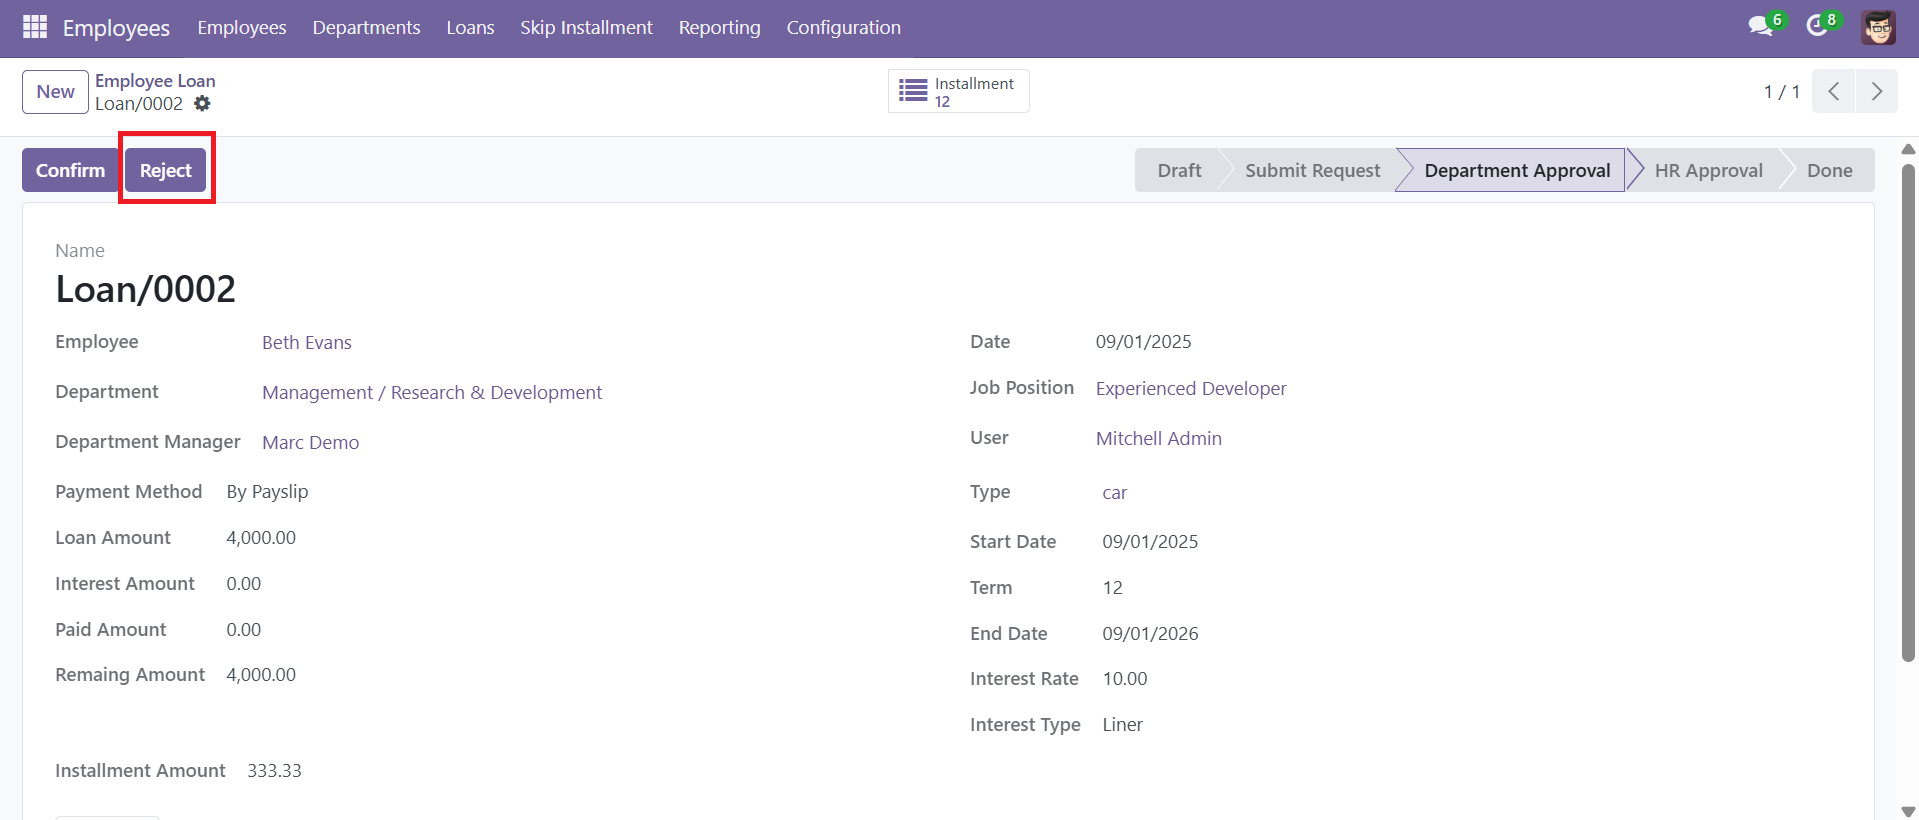 Employees Employees Departments Loans Skip Installment Reporting Configuration 6 8
New Employee Loan Installment 1 / 1
Loan/0002 12
Confirm Reject Draft Submit Request Department Approval HR Approval Done
Name
Loan/0002
Employee Beth Evans Date 09/01/2025
Department Management / Research & Development Job Position Experienced Developer
Department Manager Marc Demo User Mitchell Admin
Payment Method By Payslip Type car
Loan Amount 4,000.00 Start Date 09/01/2025
Interest Amount 0.00 Term 12
Paid Amount 0.00 End Date 09/01/2026
Remaing Amount 4,000.00 Interest Rate 10.00
Interest Type Liner
Installment Amount 333.33